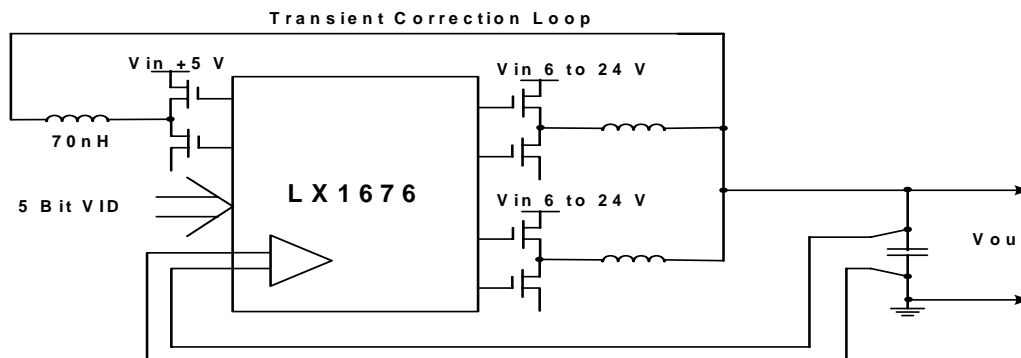 Transient Correction Loop
Vin +5 V
Vin 6 to 24 V
70nH
LX1676
5 Bit VID
Vin 6 to 24 V
Vou